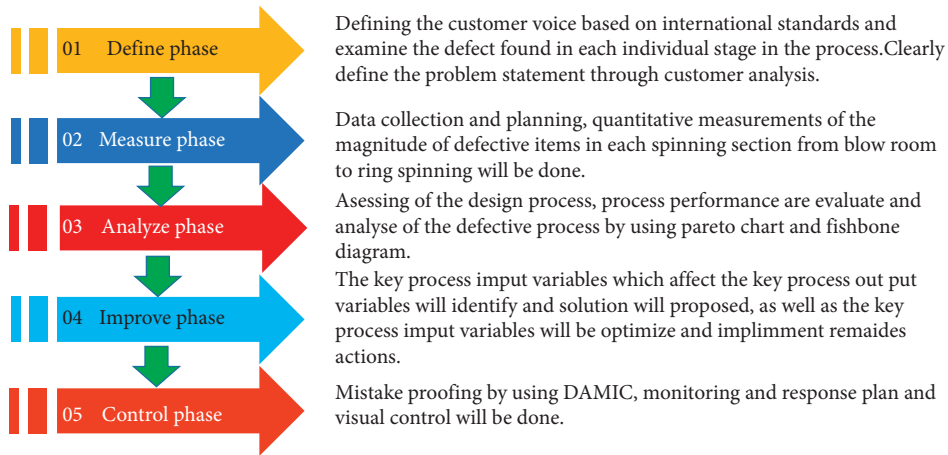 01 Define phase
Defining the customer voice based on international standards and
examine the defect found in each individual stage in the process.Clearly
define the problem statement through customer analysis.
02 Measure phase
Data collection and planning, quantitative measurements of the
magnitude of defective items in each spinning section from blow room
to ring spinning will be done.
03 Analyze phase
Asessing of the design process, process performance are evaluate and
analyse of the defective process by using pareto chart and fishbone
diagram.
04 Improve phase
The key process imput variables which affect the key process out put
variables will identify and solution will proposed, as well as the key
process imput variables will be optimize and implimment remaides
actions.
05 Control phase
Mistake proofing by using DAMIC, monitoring and response plan and
visual control will be done.